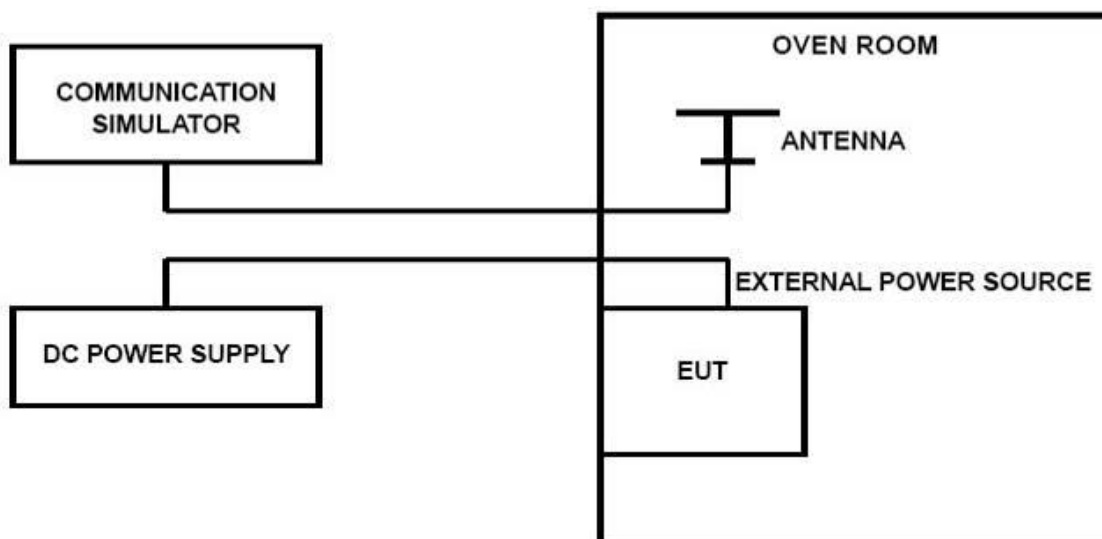 OVEN ROOM
COMMUNICATION
SIMULATOR
ANTENNA
EXTERNAL POWER SOURCE
DC POWER SUPPLY
EUT